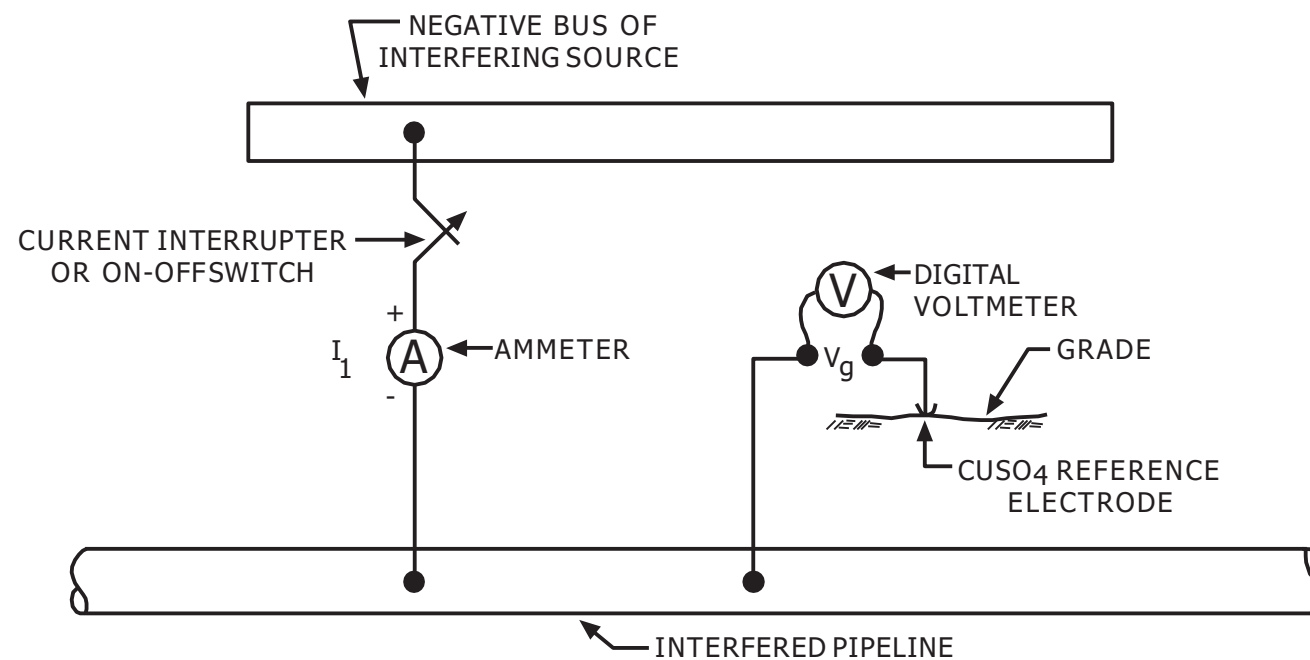 NEGATIVE BUS OF
INTERFERING SOURCE
CURRENT INTERRUPTER
OR ON-OFFSWITCH
+
I1
A
AMMETER
-
V
DIGITAL
VOLTMETER
Vg
GRADE
CUSO4 REFERENCE
ELECTRODE
INTERFERED PIPELINE